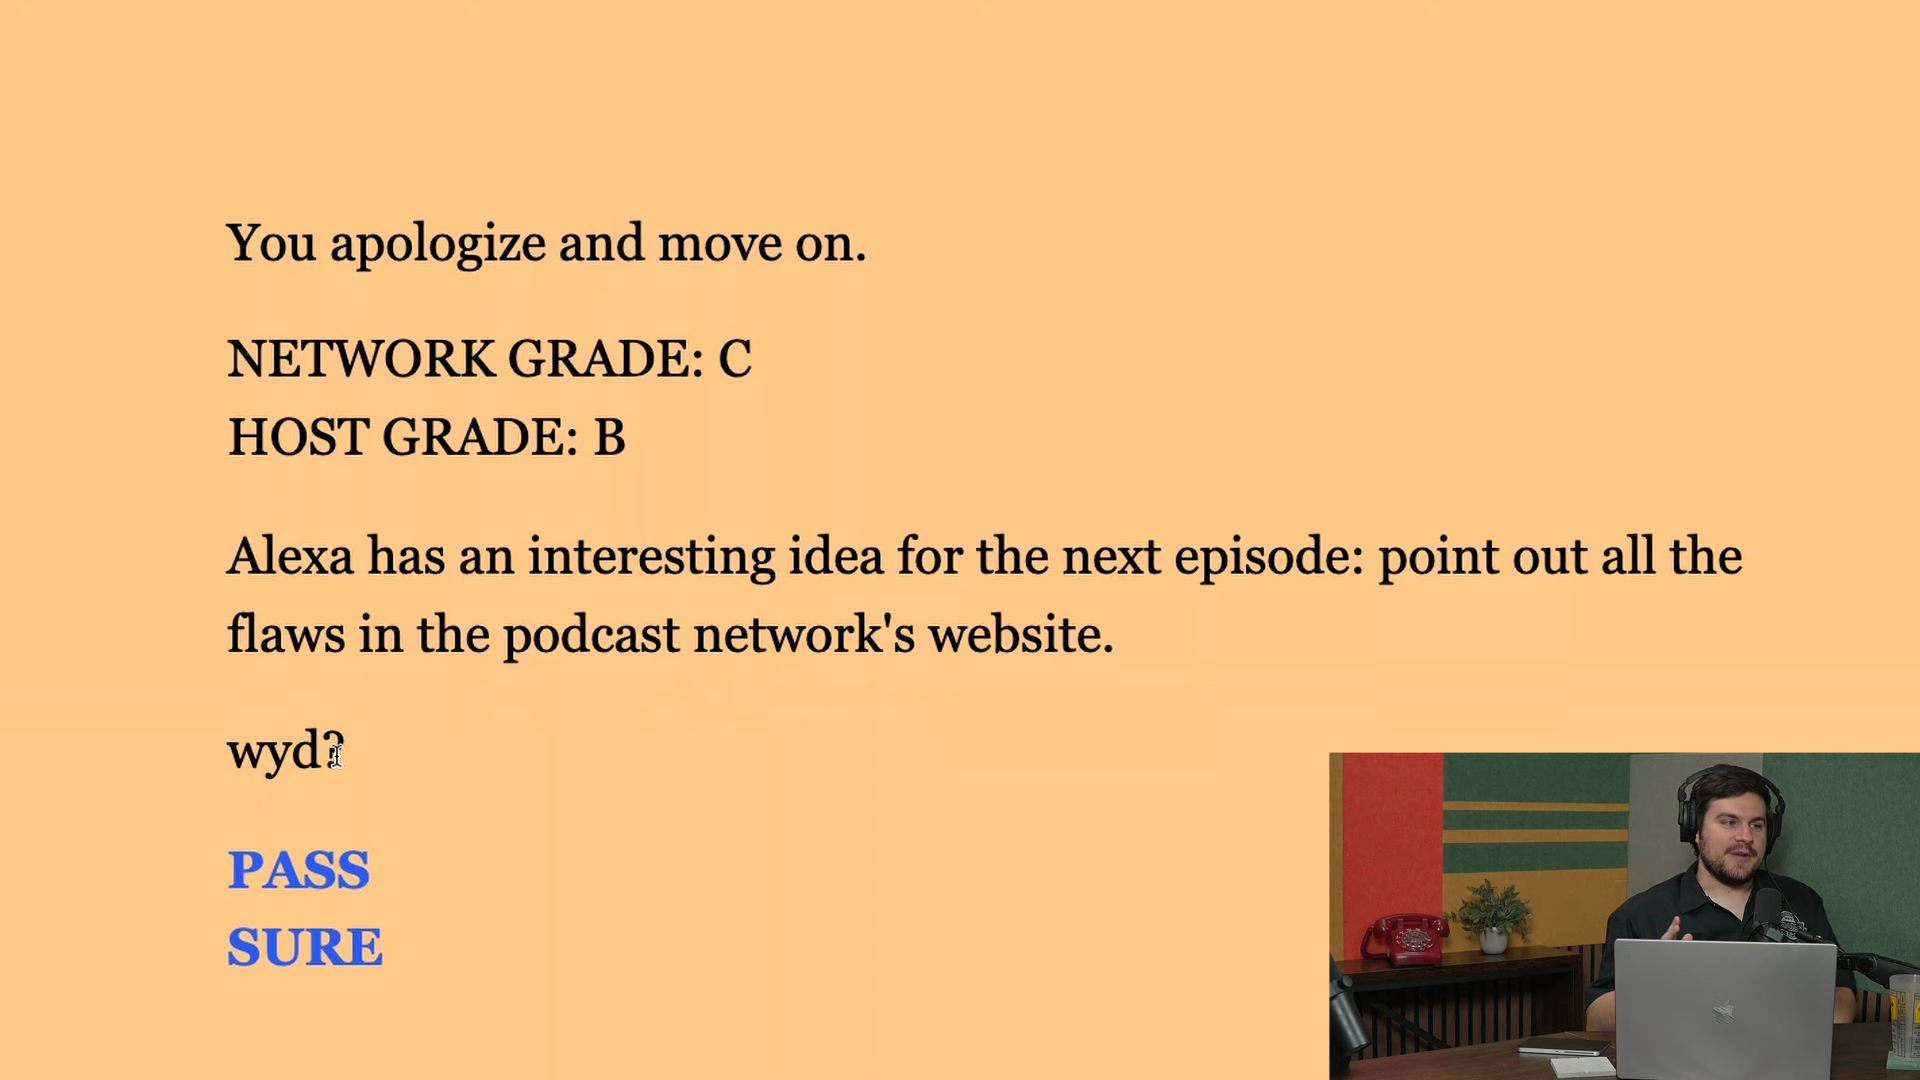 You apologize and move on.
NETWORK GRADE: C
HOST GRADE: B
Alexa has an interesting idea for the next episode: point out all the
flaws in the podcast network's website.
wyd?
PASS
SURE